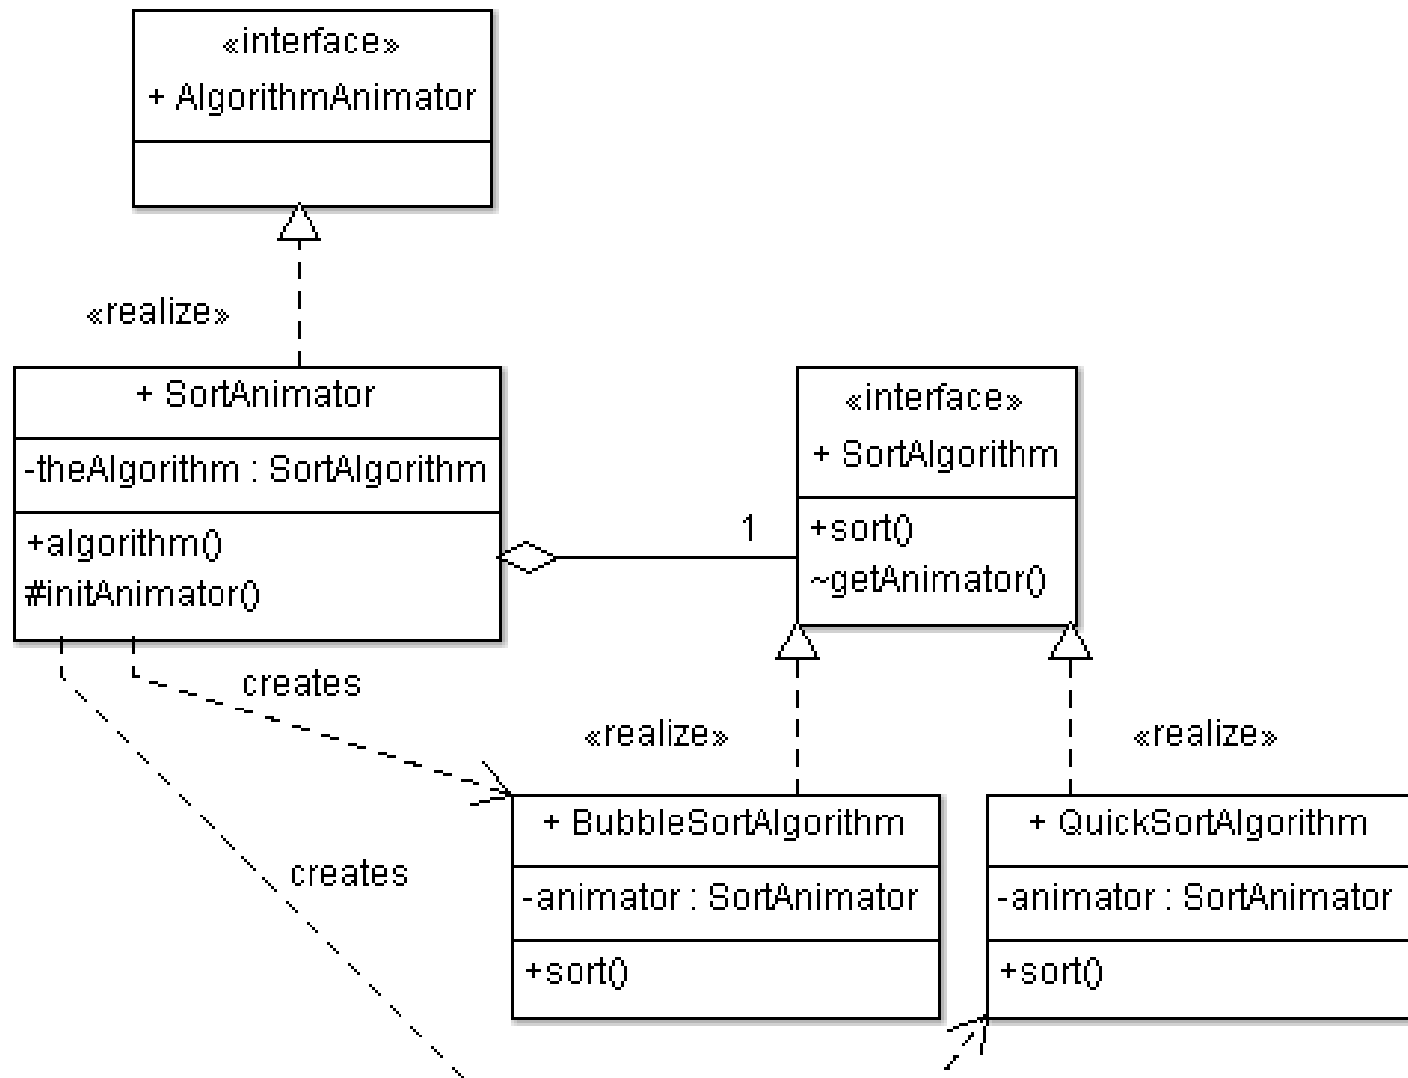 «interface»
+ AlgorithmAnimator
«realize»
+ SortAnimator
-theAlgorithm : SortAlgorithm
+algorithm()
#initAnimator()
1
«interface»
+ SortAlgorithm
+sort()
~getAnimator()
creates
«realize»
«realize»
creates
+ BubbleSortAlgorithm
-animator : SortAnimator
+sort()
+ QuickSortAlgorithm
-animator : SortAnimator
+sort()